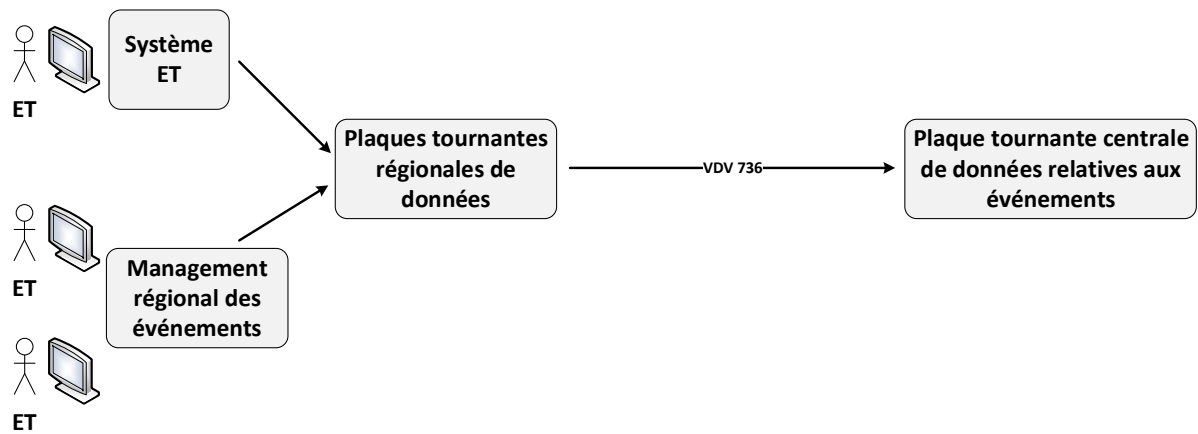 Système
ET
ET
Plaques tournantes
régionales de
données
VDV 736
Plaque tournante centrale
de données relatives aux
événements
ET
Management
régional des
événements
ET